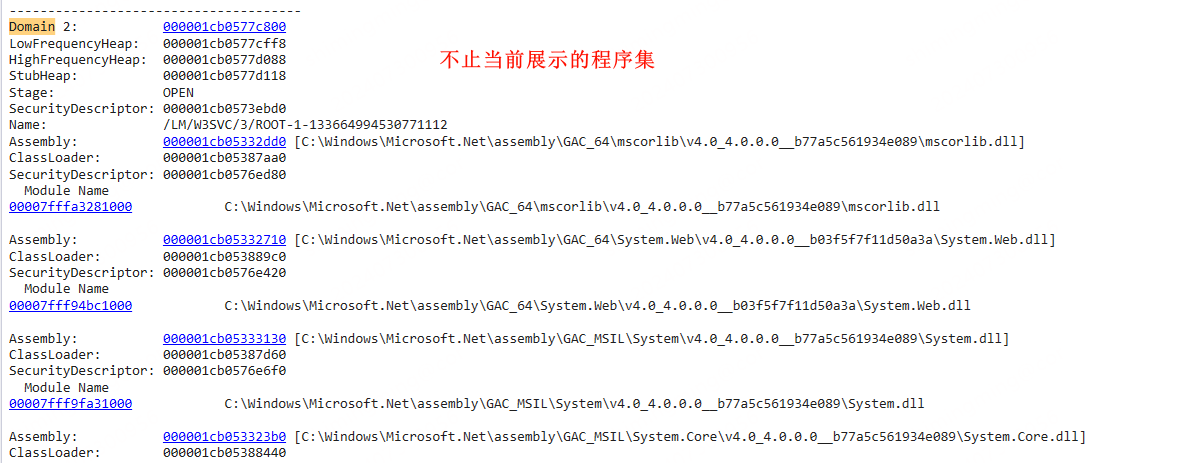 --------------------------------------
Domain 2:           000001cb0577c800
LowFrequencyHeap:   000001cb0577cff8
HighFrequencyHeap:  000001cb0577d088
不止当前展示的程序集
StubHeap:           000001cb0577d118
Stage:              OPEN
SecurityDescriptor: 000001cb0573ebd0
Name:               /LM/W3SVC/3/ROOT-1-133664994530771112
Assembly:           000001cb05332dd0 [C:\Windows\Microsoft.Net\assembly\GAC_64\mscorlib\v4.0_4.0.0.0__b77a5c561934e089\mscorlib.dll]
ClassLoader:        000001cb05387aa0
SecurityDescriptor: 000001cb0576ed80
  Module Name
00007fffa3281000            C:\Windows\Microsoft.Net\assembly\GAC_64\mscorlib\v4.0_4.0.0.0__b77a5c561934e089\mscorlib.dll
Assembly:           000001cb05332710 [C:\Windows\Microsoft.Net\assembly\GAC_64\System.Web\v4.0_4.0.0.0__b03f5f7f11d50a3a\System.Web.dll]
ClassLoader:        000001cb053889c0
SecurityDescriptor: 000001cb0576e420
  Module Name
00007fff94bc1000            C:\Windows\Microsoft.Net\assembly\GAC_64\System.Web\v4.0_4.0.0.0__b03f5f7f11d50a3a\System.Web.dll
Assembly:           000001cb05333130 [C:\Windows\Microsoft.Net\assembly\GAC_MSIL\System\v4.0_4.0.0.0__b77a5c561934e089\System.dll]
ClassLoader:        000001cb05387d60
SecurityDescriptor: 000001cb0576e6f0
  Module Name
00007fff9fa31000            C:\Windows\Microsoft.Net\assembly\GAC_MSIL\System\v4.0_4.0.0.0__b77a5c561934e089\System.dll
Assembly:           000001cb053323b0 [C:\Windows\Microsoft.Net\assembly\GAC_MSIL\System.Core\v4.0_4.0.0.0__b77a5c561934e089\System.Core.dll]
ClassLoader:        000001cb05388440